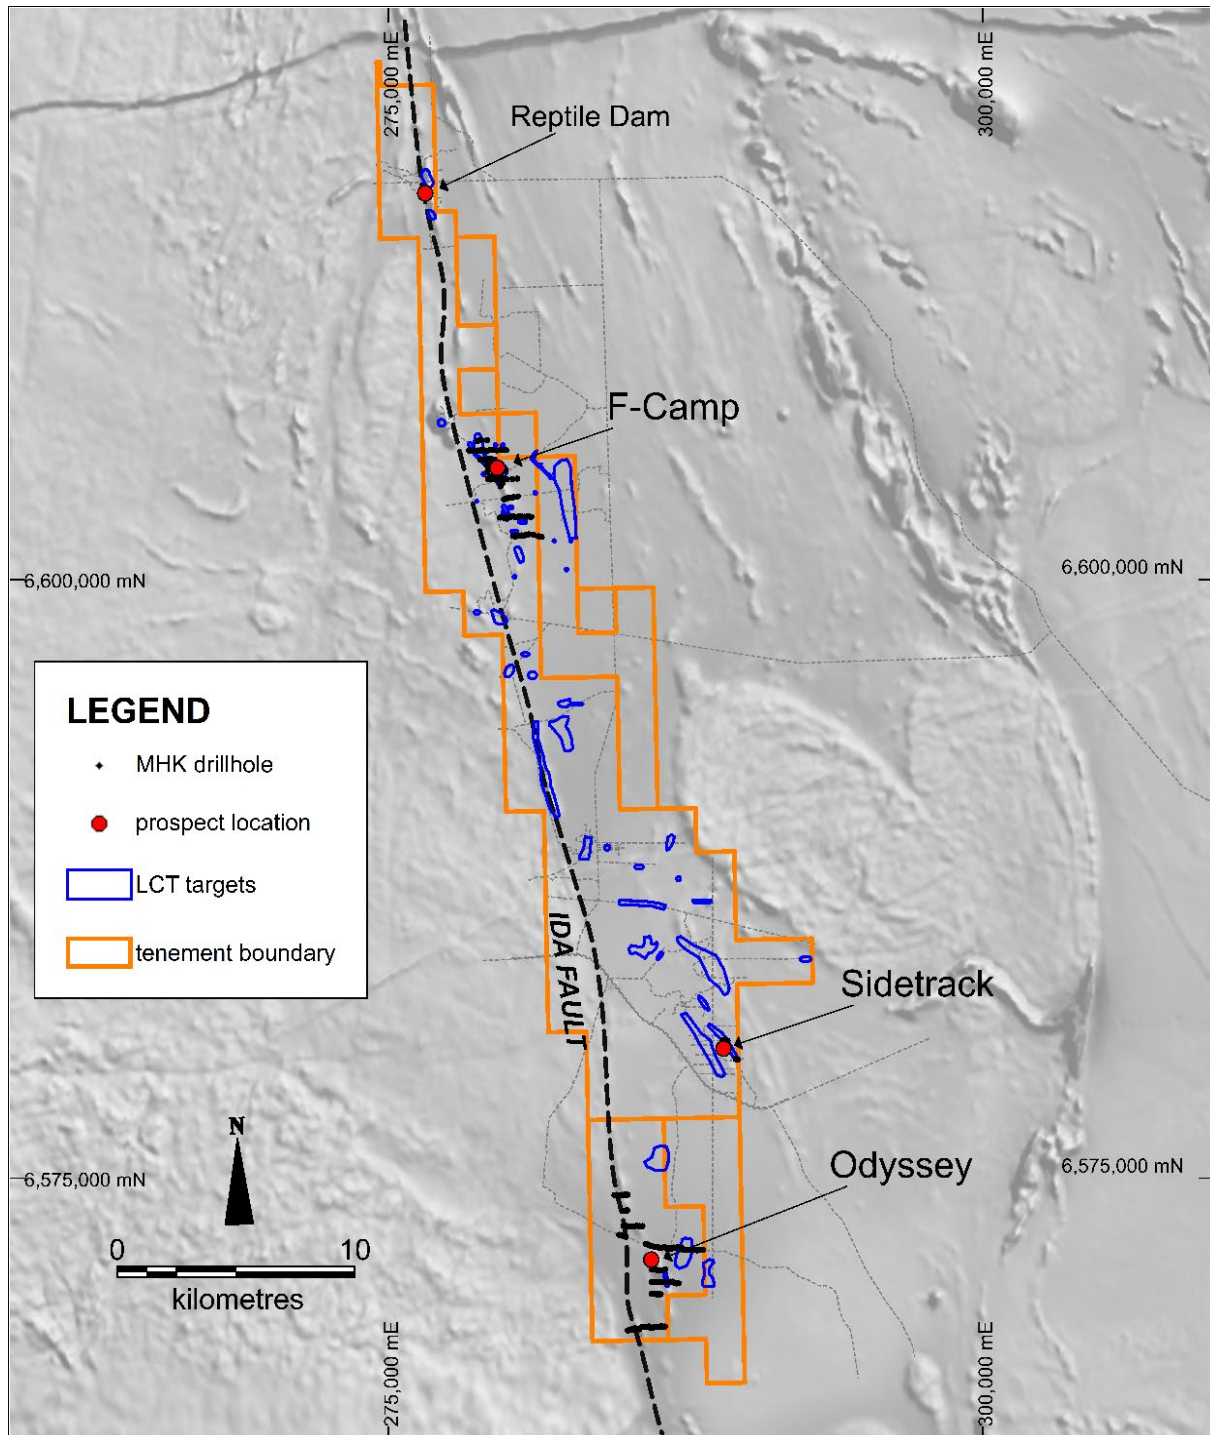 275,000 mE
300,000 mE
Reptile Dam
F-Camp
6,600,000 mN
6,600,000 mN
LEGEND
MHK drillhole
prospect location
LCT targets
tenement boundary
IDA FAULT
Sidetrack
N
Odyssey
6,575,000 mN
6,575,000 mN
0 10
kilometres
275,000 mE
300,000 mE